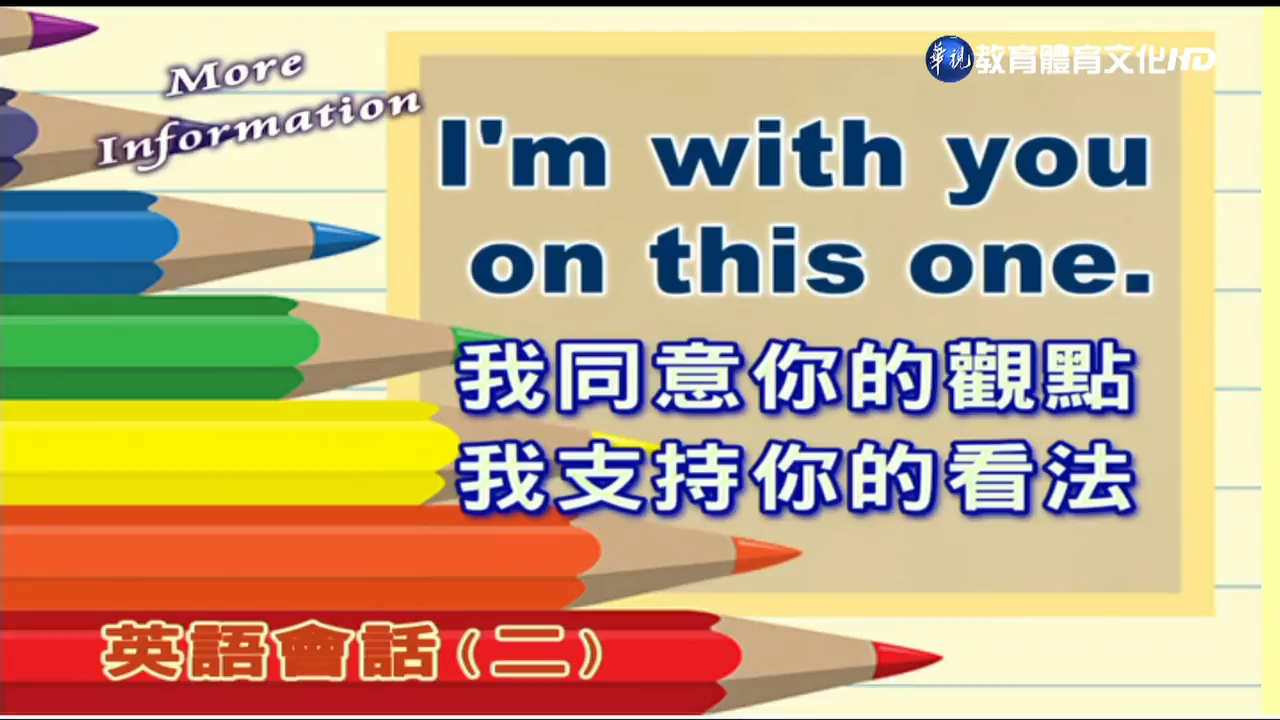 華視 教育體育文化HD
More
Information
I'm with you
on this one.
我同意你的觀點
我支持你的看法
英語會話（二）